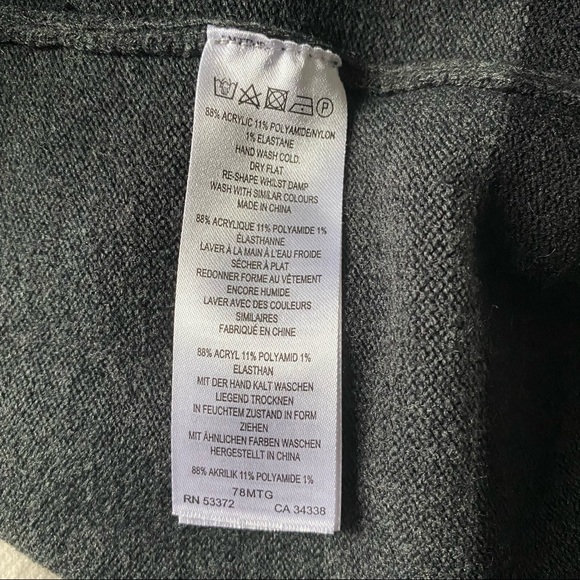 P
88% ACRYLIC 11% POLYAMIDE/NYLON
1% ELASTANE
HAND WASH COLD.
DRY FLAT
RE-SHAPE WHILST DAMP
WASH WITH SIMILAR COLOURS
MADE IN CHINA
88% ACRYLIQUE 11% POLYAMIDE 1%
ÉLASTHANNE
LAVER À LA MAIN À L'EAU FROIDE
SÉCHER À PLAT
REDONNER FORME AU VÊTEMENT
ENCORE HUMIDE
LAVER AVEC DES COULEURS
SIMILAIRES
FABRIQUÉ EN CHINE
88% ACRYL 11% POLYAMID 1%
ELASTHAN
MIT DER HAND KALT WASCHEN
LIEGEND TROCKNEN
IN FEUCHTEM ZUSTAND IN FORM
ZIEHEN
MIT ÄHNLICHEN FARBEN WASCHEN
HERGESTELLT IN CHINA
88% AKRILIK 11% POLYAMIDE 1%
78MTG
RN 53372 CA 34338